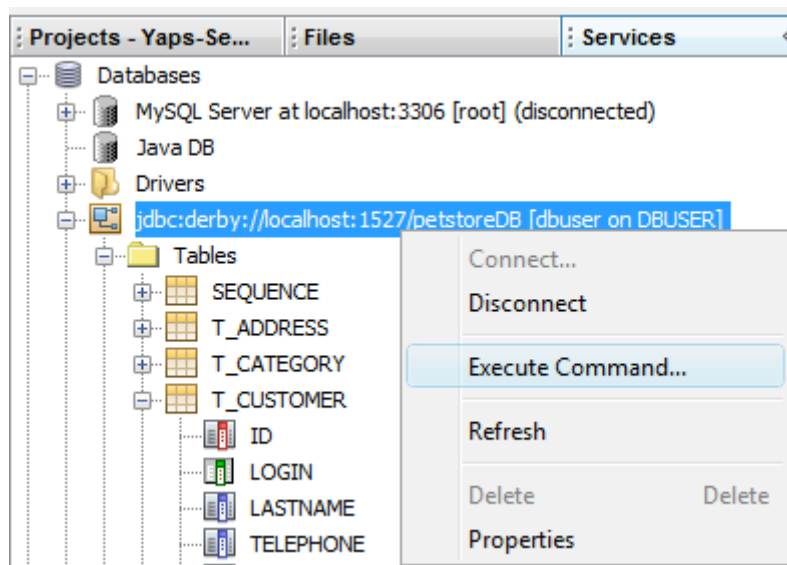 Projects - Yaps-Se... Files Services
Databases
MySQL Server at localhost:3306 [root] (disconnected)
Java DB
Drivers
jdbc:derby://localhost:1527/petstoreDB [dbuser on DBUSER]
Tables
SEQUENCE
T_ADDRESS
T_CATEGORY
T_CUSTOMER
ID
LOGIN
LASTNAME
TELEPHONE
Connect...
Disconnect
Execute Command...
Refresh
Delete Delete
Properties